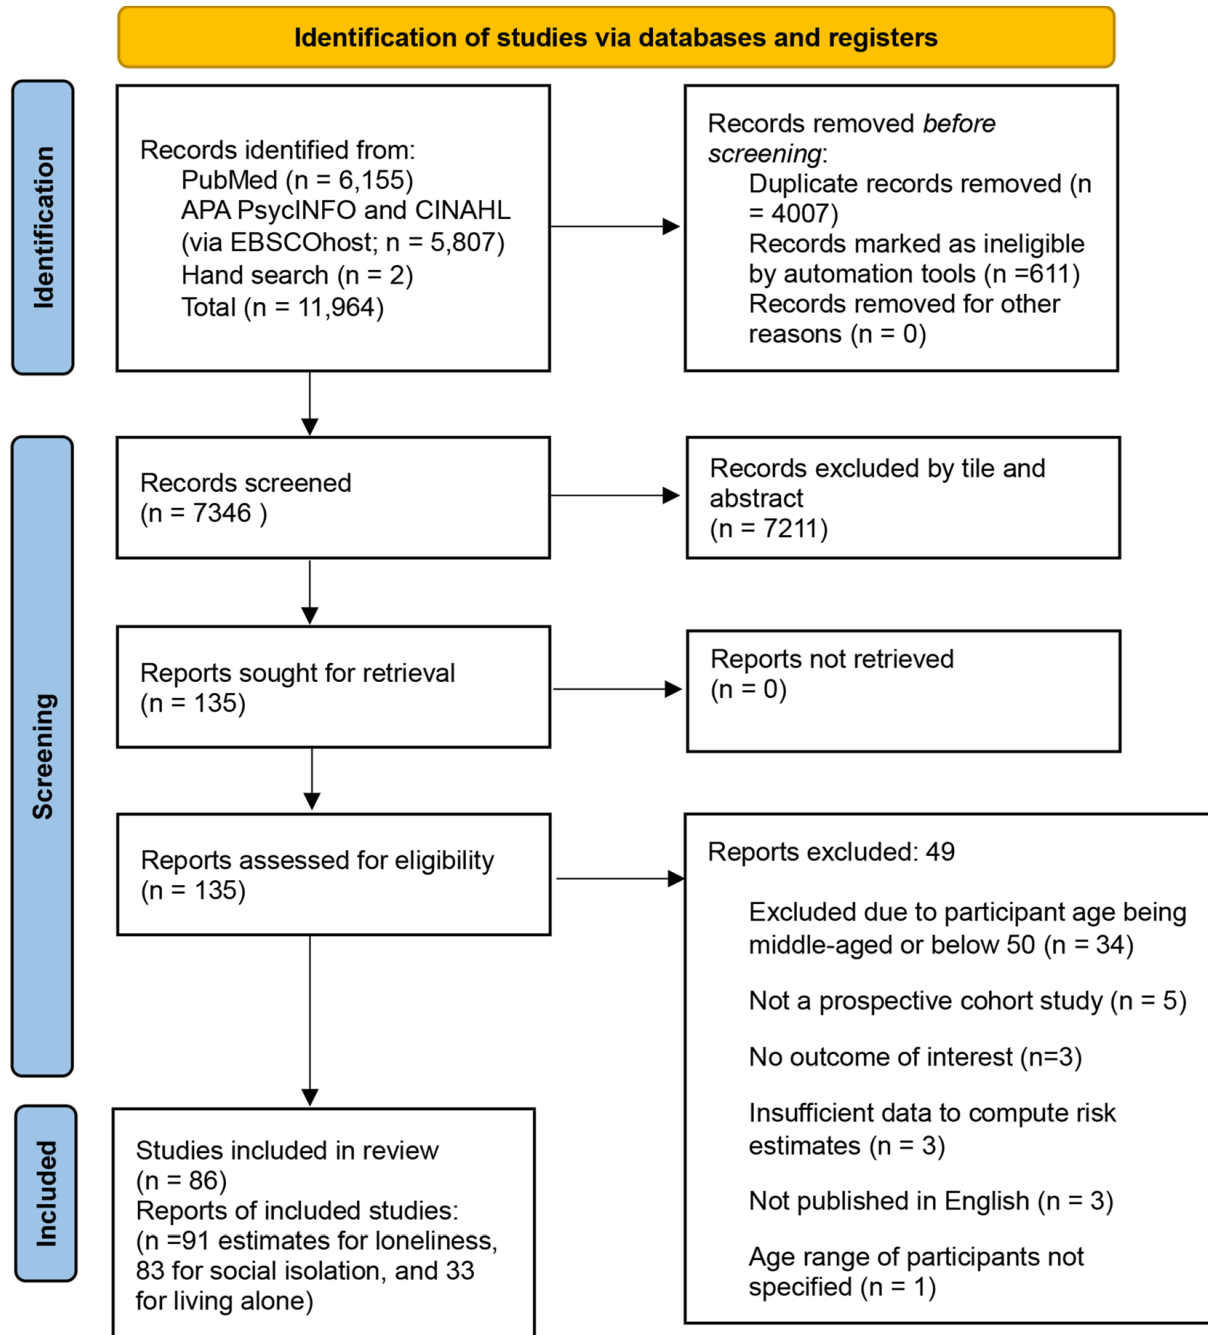 Identification of studies via databases and registers
Identification
Records identified from:
PubMed (n = 6,155)
APA PsycINFO and CINAHL
(via EBSCOhost; n = 5,807)
Hand search (n = 2)
Total (n = 11,964)
Records removed before
screening:
Duplicate records removed (n
= 4007)
Records marked as ineligible
by automation tools (n =611)
Records removed for other
reasons (n = 0)
Screening
Records screened
(n = 7346 )
Records excluded by tile and
abstract
(n = 7211)
Reports sought for retrieval
(n = 135)
Reports not retrieved
(n = 0)
Reports assessed for eligibility
(n = 135)
Reports excluded: 49
Excluded due to participant age being
middle-aged or below 50 (n = 34)
Not a prospective cohort study (n = 5)
No outcome of interest (n=3)
Insufficient data to compute risk
estimates (n = 3)
Not published in English (n = 3)
Age range of participants not
specified (n = 1)
Included
Studies included in review
(n = 86)
Reports of included studies:
(n =91 estimates for loneliness,
83 for social isolation, and 33
for living alone)